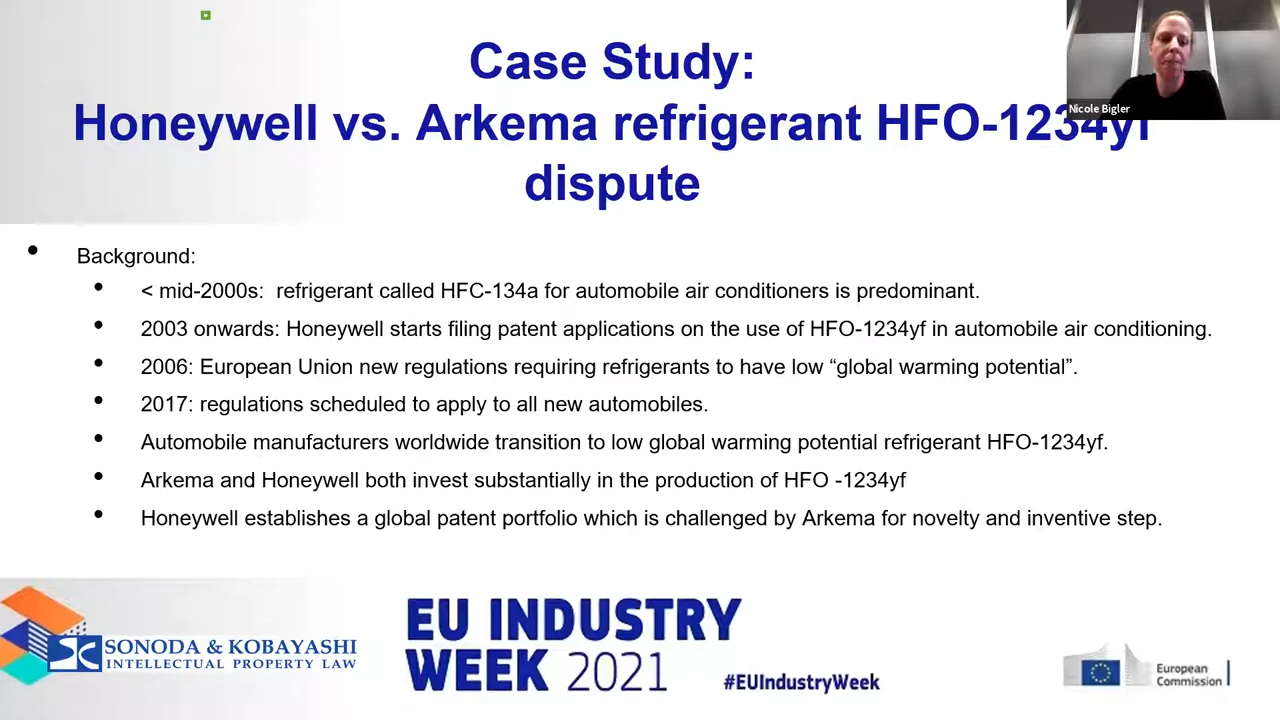 Case Study:
Honeywell vs. Arkema refrigerant HFO-1234yf
dispute
Nicole Bigler
Background:
< mid-2000s: refrigerant called HFC-134a for automobile air conditioners is predominant.
2003 onwards: Honeywell starts filing patent applications on the use of HFO-1234yf in automobile air conditioning.
2006: European Union new regulations requiring refrigerants to have low “global warming potential”.
2017: regulations scheduled to apply to all new automobiles.
Automobile manufacturers worldwide transition to low global warming potential refrigerant HFO-1234yf.
Arkema and Honeywell both invest substantially in the production of HFO -1234yf
Honeywell establishes a global patent portfolio which is challenged by Arkema for novelty and inventive step.
SONODA & KOBAYASHI
INTELLECTUAL PROPERTY LAW
EU INDUSTRY
WEEK 2021
#EUIndustryWeek
European
Commission